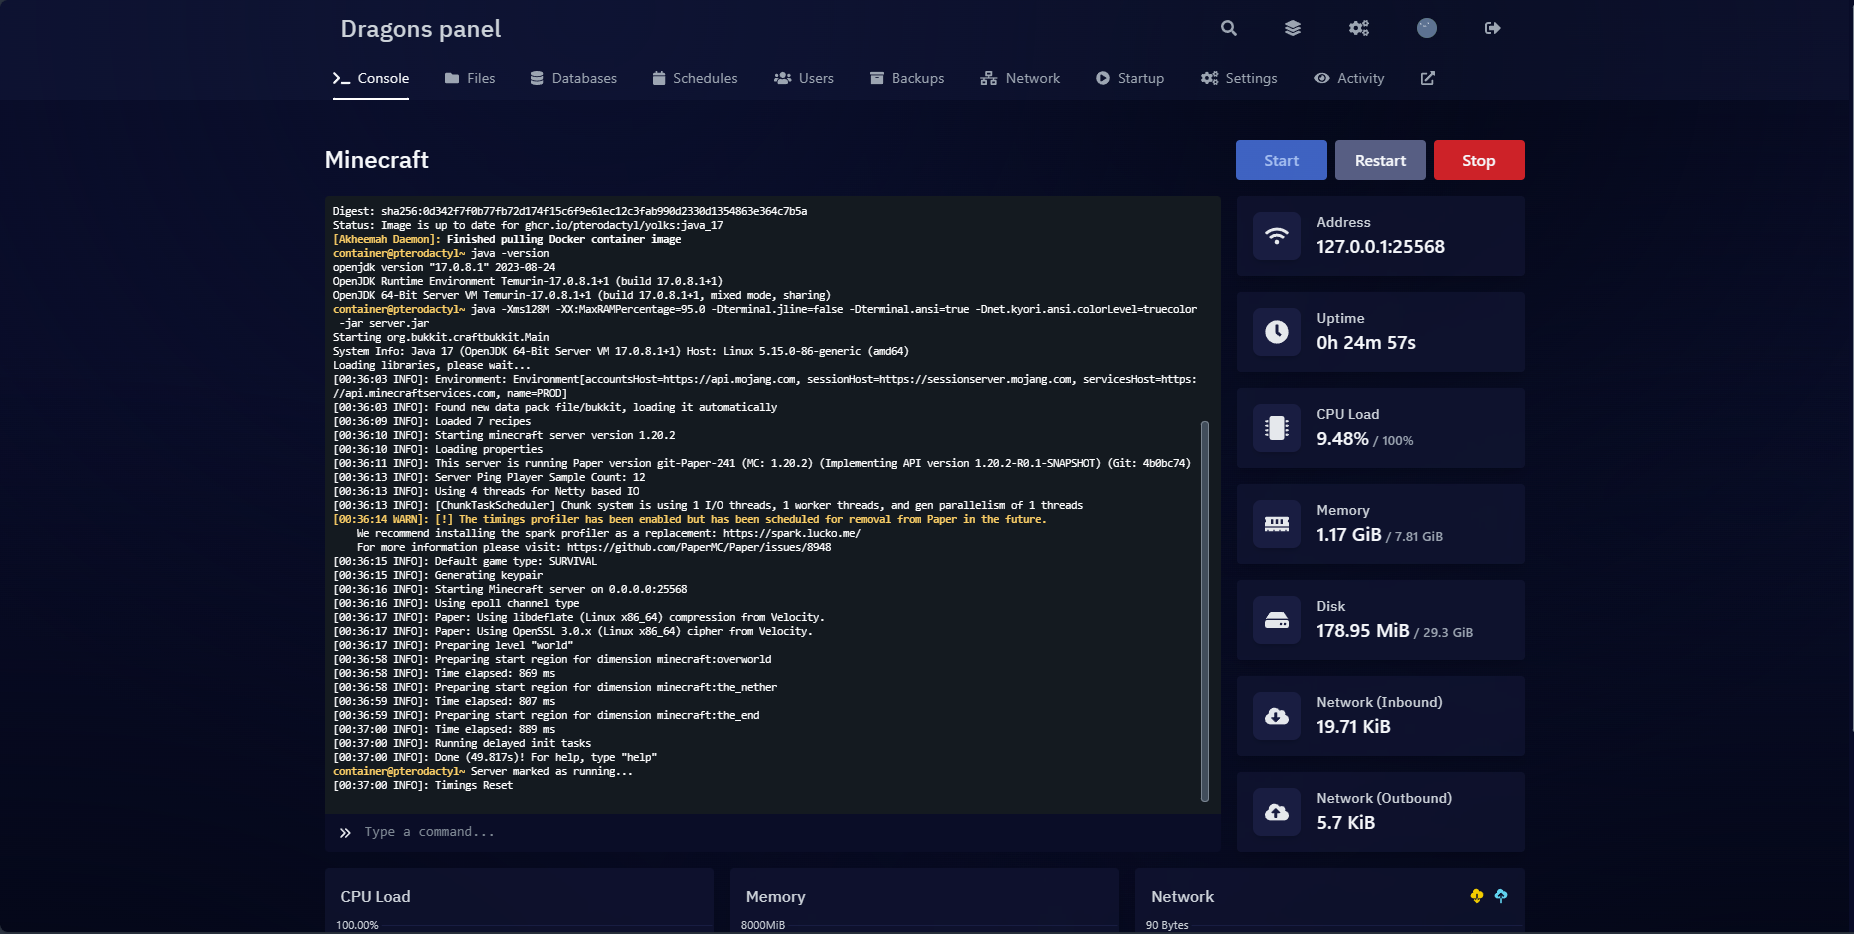 Dragons panel
Console
Files
Databases
Schedules
Users
Backups
Network
Startup
Settings
Activity
Minecraft
Start
Restart
Stop
Digest: sha256:0d342f7f0b77fb72d174f15c6f9e61ec12c3fab990d2330d1354863e364c7b5a
Status: Image is up to date for ghcr.io/pterodactyl/yolks:java_17
[Akheemah Daemon]: Finished pulling Docker container image
container@pterodactyl~ java -version
openjdk version "17.0.8.1" 2023-08-24
OpenJDK Runtime Environment Temurin-17.0.8.1+1 (build 17.0.8.1+1)
OpenJDK 64-Bit Server VM Temurin-17.0.8.1+1 (build 17.0.8.1+1, mixed mode, sharing)
container@pterodactyl~ java -Xms128M -XX:MaxRAMPercentage=95.0 -Dterminal.jline=false -Dterminal.ansi=true -Dnet.kyori.ansi.colorLevel=truecolor
-jar server.jar
Starting org.bukkit.craftbukkit.Main
System Info: Java 17 (OpenJDK 64-Bit Server VM 17.0.8.1+1) Host: Linux 5.15.0-86-generic (amd64)
Loading libraries, please wait...
[00:36:03 INFO]: Environment: Environment[accountsHost=https://api.mojang.com, sessionHost=https://sessionserver.mojang.com, servicesHost=https:
//api.minecraftservices.com, name=PROD]
[00:36:03 INFO]: Found new data pack file/bukkit, loading it automatically
[00:36:09 INFO]: Loaded 7 recipes
[00:36:10 INFO]: Starting minecraft server version 1.20.2
[00:36:10 INFO]: Loading properties
[00:36:11 INFO]: This server is running Paper version git-Paper-241 (MC: 1.20.2) (Implementing API version 1.20.2-R0.1-SNAPSHOT) (Git: 4b0bc74)
[00:36:13 INFO]: Server Ping Player Sample Count: 12
[00:36:13 INFO]: Using 4 threads for Netty based IO
[00:36:13 INFO]: [ChunkTaskScheduler] Chunk system is using 1 I/O threads, 1 worker threads, and gen parallelism of 1 threads
[00:36:14 WARN]: [!] The timings profiler has been enabled but has been scheduled for removal from Paper in the future.
We recommend installing the spark profiler as a replacement: https://spark.lucko.me/
For more information please visit: https://github.com/PaperMC/Paper/issues/8948
[00:36:15 INFO]: Default game type: SURVIVAL
[00:36:15 INFO]: Generating keypair
[00:36:16 INFO]: Starting Minecraft server on 0.0.0.0:25568
[00:36:16 INFO]: Using epoll channel type
[00:36:17 INFO]: Paper: Using libdeflate (Linux x86_64) compression from Velocity.
[00:36:17 INFO]: Paper: Using OpenSSL 3.0.x (Linux x86_64) cipher from Velocity.
[00:36:17 INFO]: Preparing level "world"
[00:36:58 INFO]: Preparing start region for dimension minecraft:overworld
[00:36:58 INFO]: Time elapsed: 869 ms
[00:36:58 INFO]: Preparing start region for dimension minecraft:the_nether
[00:36:59 INFO]: Time elapsed: 807 ms
[00:36:59 INFO]: Preparing start region for dimension minecraft:the_end
[00:37:00 INFO]: Time elapsed: 889 ms
[00:37:00 INFO]: Running delayed init tasks
[00:37:00 INFO]: Done (49.817s)! For help, type "help"
container@pterodactyl~ Server marked as running...
[00:37:00 INFO]: Timings Reset
Type a command...
Address
127.0.0.1:25568
Uptime
0h 24m 57s
CPU Load
9.48% / 100%
Memory
1.17 GiB / 7.81 GiB
Disk
178.95 MiB / 29.3 GiB
Network (Inbound)
19.71 KiB
Network (Outbound)
5.7 KiB
CPU Load
100.00%
Memory
8000MiB
Network
90 Bytes